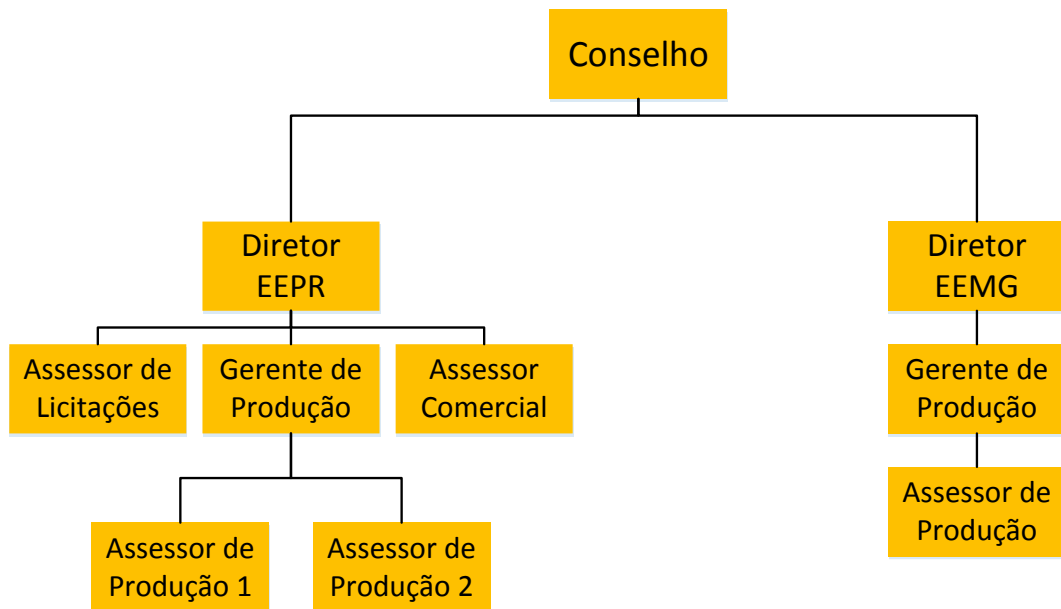 Conselho
Diretor
EEPR
Diretor
EEMG
Assessor de
Licitações
Gerente de
Produção
Assessor
Comercial
Gerente de
Produção
Assessor de
Produção 1
Assessor de
Produção 2
Assessor de
Produção